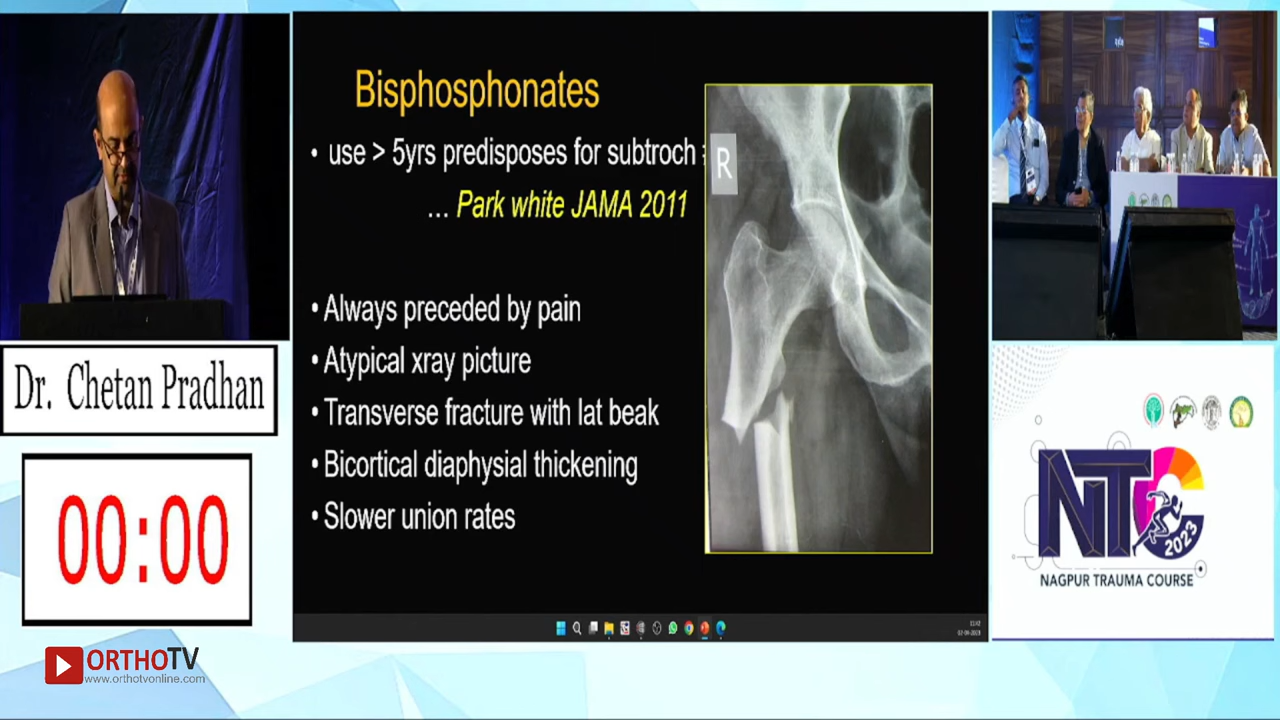 Bisphosphonates
• use > 5yrs predisposes for subtroch
... Park white JAMA 2011
• Always preceded by pain
• Atypical xray picture
• Transverse fracture with lat beak
• Bicortical diaphysial thickening
• Slower union rates
R
Dr. Chetan Pradhan
00:00
ORTHOTV
www.orthotvonline.com
NTC
2023
NAGPUR TRAUMA COURSE